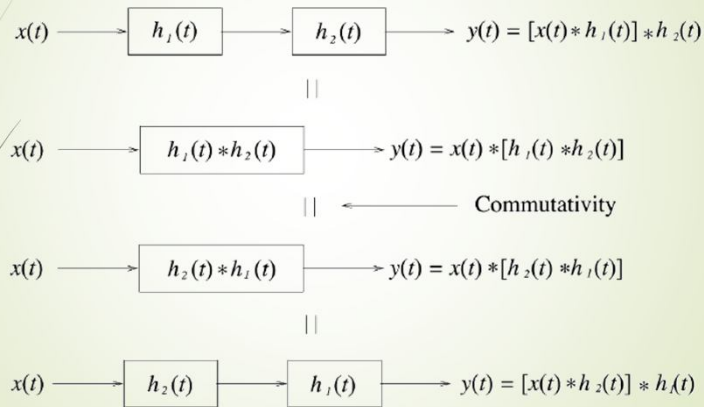 x(t) h₁(t) h₂(t) y(t) = [x(t) * h₁(t)] * h₂(t)
||
x(t) h₁(t) * h₂(t) y(t) = x(t) * [h₁(t) * h₂(t)]
|| Commutativity
x(t) h₂(t) * h₁(t) y(t) = x(t) * [h₂(t) * h₁(t)]
||
x(t) h₂(t) h₁(t) y(t) = [x(t) * h₂(t)] * h₁(t)